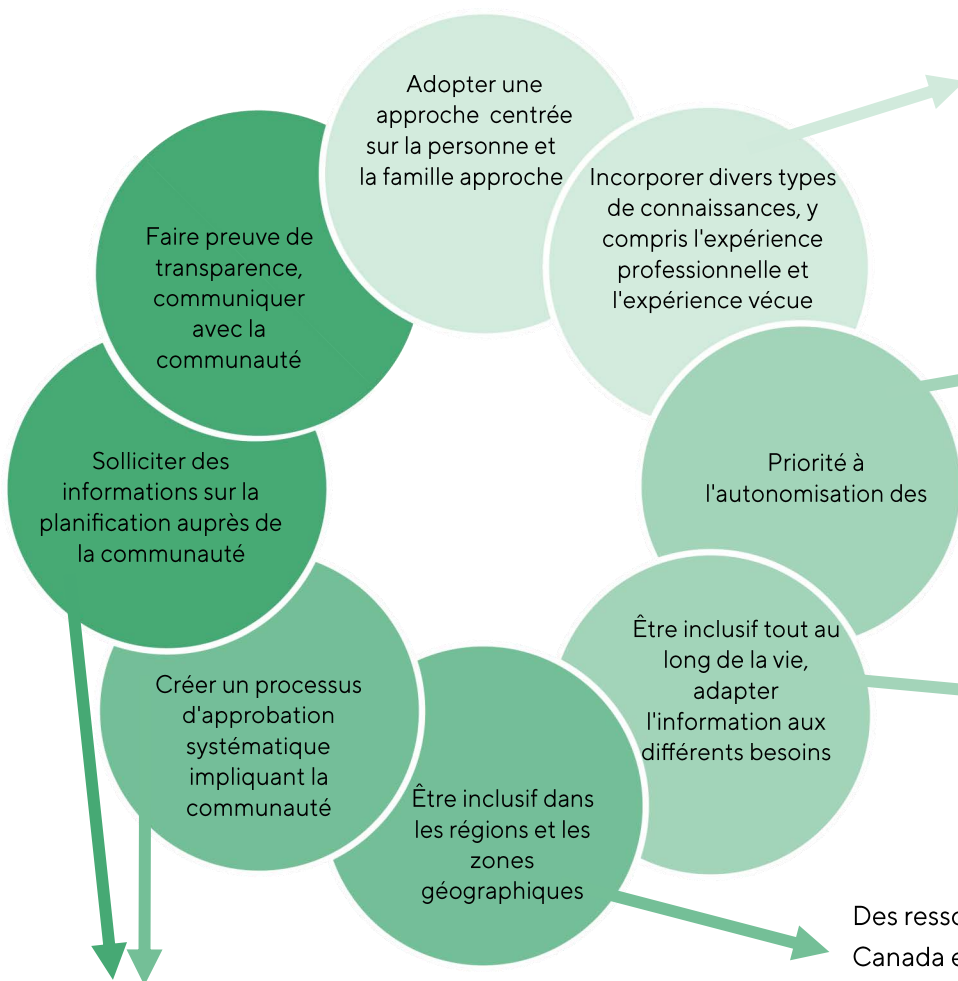 Adopter une
approche centrée
sur la personne et
la famille approche
Incorporer divers types
de connaissances, y
compris l'expérience
professionnelle et
l'expérience vécue
Priorité à
l'autonomisation des
Être inclusif tout au
long de la vie,
adapter
l'information aux
différents besoins
Être inclusif dans
les régions et les
zones
géographiques
Créer un processus
d'approbation
systématique
impliquant la
communauté
Solliciter des
informations sur la
planification auprès de
la communauté
Faire preuve de
transparence,
communiquer
avec la
communauté
Des
Canada